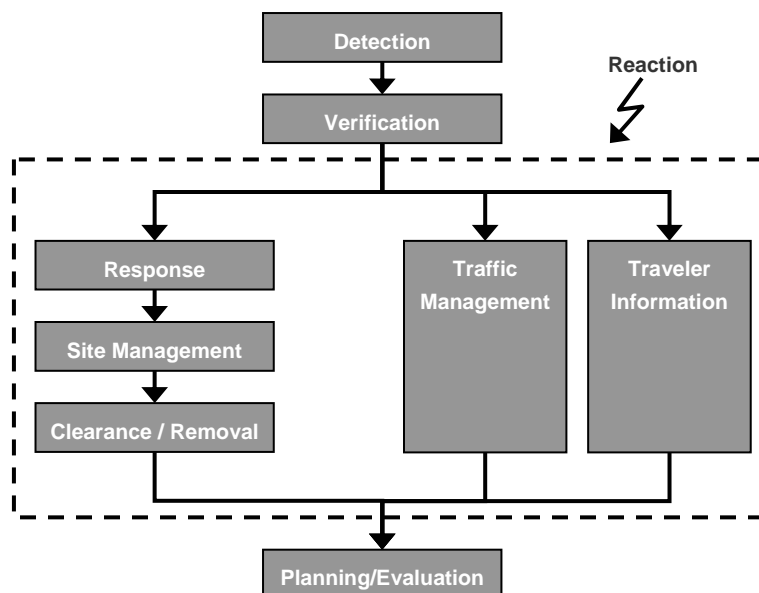 Detection
Reaction
Verification
Response
Traffic
Management
Traveler
Information
Site Management
Clearance / Removal
Planning/Evaluation